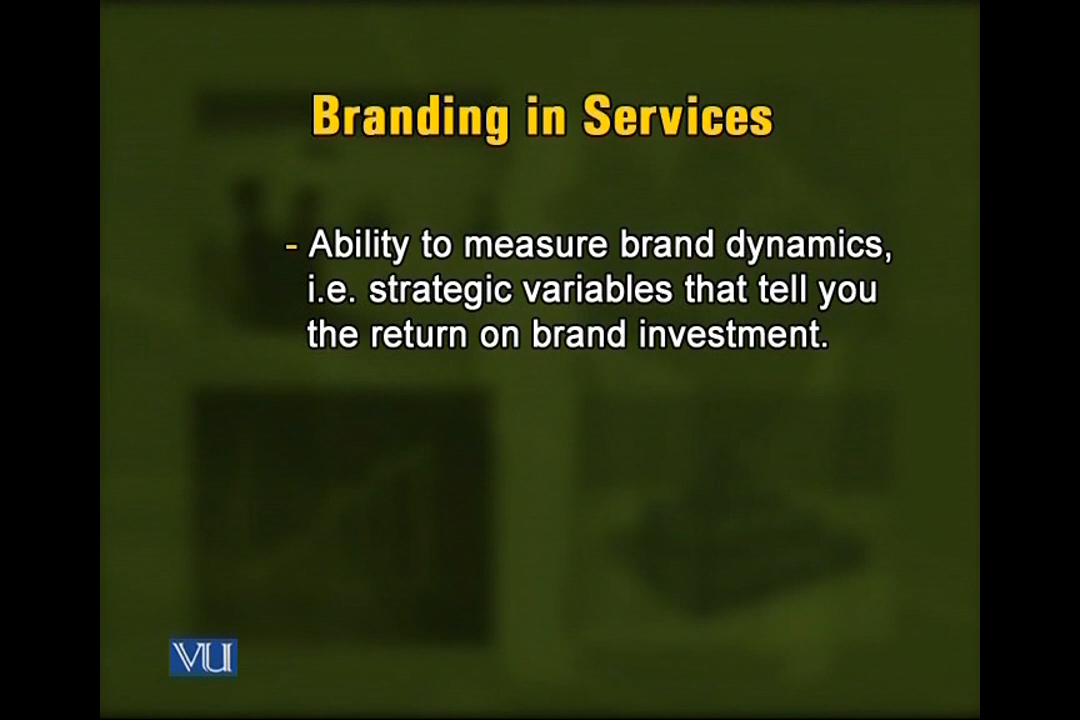 Branding in Services
- Ability to measure brand dynamics,
i.e. strategic variables that tell you
the return on brand investment.
VU